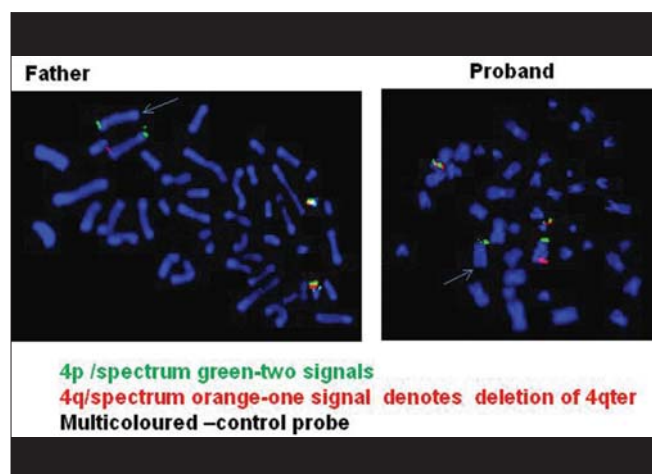 Father
Proband
4p /spectrum green-two signals
4q/spectrum orange-one signal denotes deletion of 4qter
Multicoloured –control probe